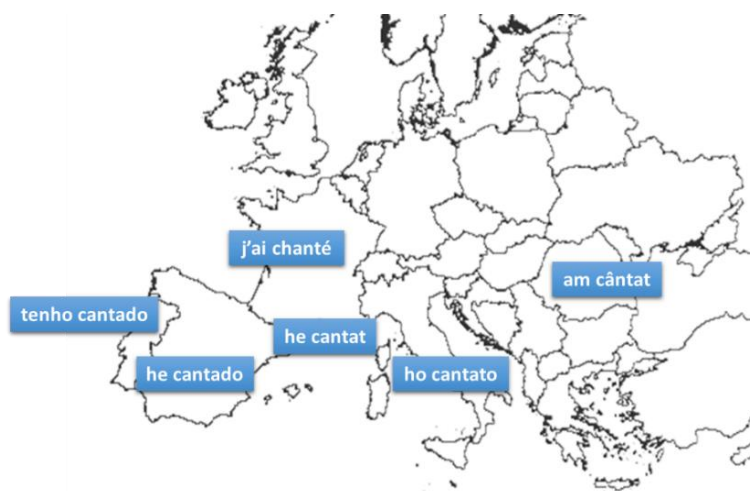 j'ai chanté
am cântat
tenho cantado
he cantat
he cantado
ho cantato